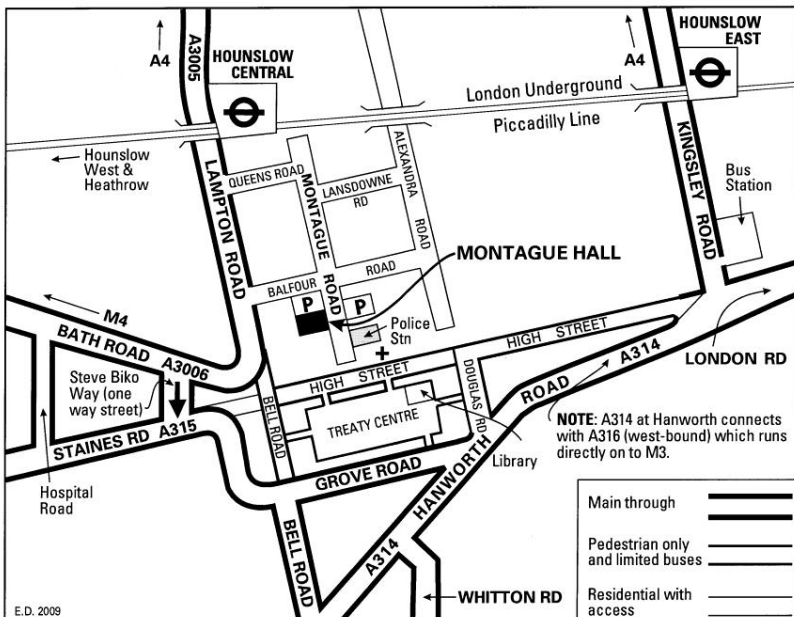 A4
A3005
HOUNSLOW
CENTRAL
A4
HOUNSLOW
EAST
London Underground
Piccadilly Line
Hounslow
West &
Heathrow
LAMPTON ROAD
QUEENS ROAD
MONTAGUE ROAD
LANSDOWNE
RD
ALEXANDRA ROAD
KINGSLEY ROAD
Bus
Station
MONTAGUE HALL
BALFOUR ROAD
P
P
Police
Stn
M4
BATH ROAD A3006
HIGH STREET
HIGH STREET
LONDON RD
Steve Biko
Way (one
way street)
BELL ROAD
TREATY CENTRE
DOUGLAS RD
Library
HANWORTH ROAD A314
NOTE: A314 at Hanworth connects
with A316 (west-bound) which runs
directly on to M3.
STAINES RD A315
GROVE ROAD
Hospital
Road
BELL ROAD
A314
WHITTON RD
Main through
Pedestrian only
and limited buses
Residential with
access
E.D. 2009